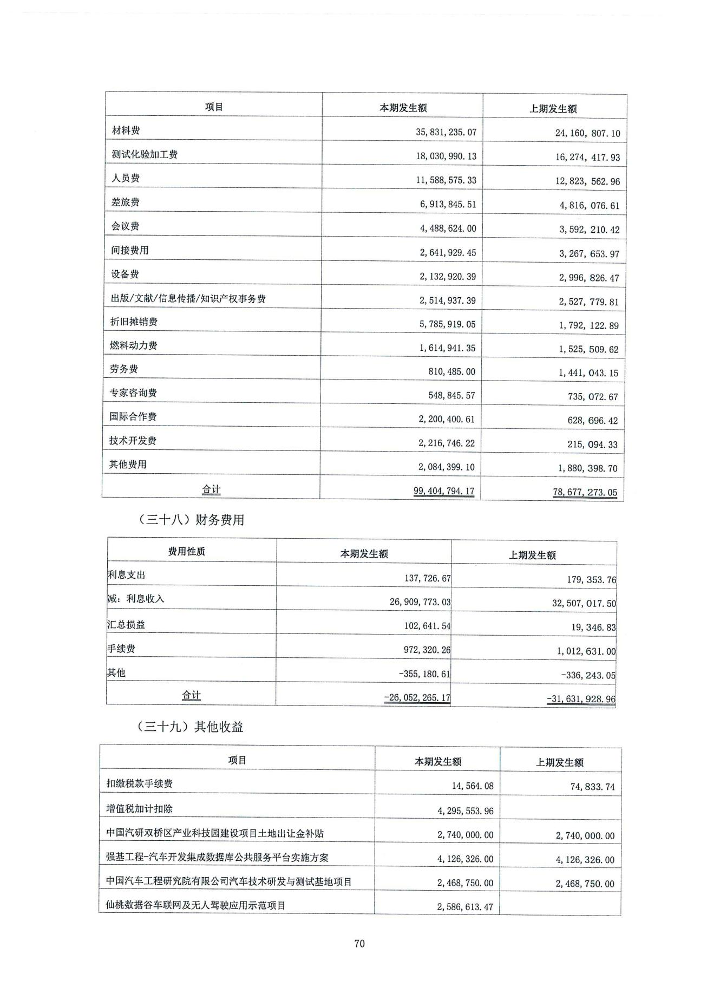 项目 本期发生额 上期发生额
材料费 35,831,235.07 24,160,807.10
测试化验加工费 18,030,990.13 16,274,417.93
人员费 11,588,575.33 12,823,562.96
差旅费 6,913,845.51 4,816,076.61
会议费 4,488,624.00 3,592,210.42
间接费用 2,641,929.45 3,267,653.97
设备费 2,132,920.39 2,996,826.47
出版/文献/信息传播/知识产权事务费 2,514,937.39 2,527,779.81
折旧摊销费 5,785,919.05 1,792,122.89
燃料动力费 1,614,941.35 1,525,509.62
劳务费 810,485.00 1,441,043.15
专家咨询费 548,845.57 735,072.67
国际合作费 2,200,400.61 628,696.42
技术开发费 2,216,746.22 215,094.33
其他费用 2,084,399.10 1,880,398.70
合计 99,404,794.17 78,677,273.05
（三十八）财务费用
费用性质 本期发生额 上期发生额
利息支出 137,726.67 179,353.76
减：利息收入 26,909,773.03 32,507,017.50
汇总损益 102,641.54 19,346.83
手续费 972,320.26 1,012,631.00
其他 -355,180.61 -336,243.05
合计 -26,052,265.17 -31,631,928.96
（三十九）其他收益
项目 本期发生额 上期发生额
扣缴税款手续费 14,564.08 74,833.74
增值税加计扣除 4,295,553.96
中国汽研双桥区产业科技园建设项目土地出让金补贴 2,740,000.00 2,740,000.00
强基工程-汽车开发集成数据库公共服务平台实施方案 4,126,326.00 4,126,326.00
中国汽车工程研究院有限公司汽车技术研发与测试基地项目 2,468,750.00 2,468,750.00
仙桃数据谷车联网及无人驾驶应用示范项目 2,586,613.47
70